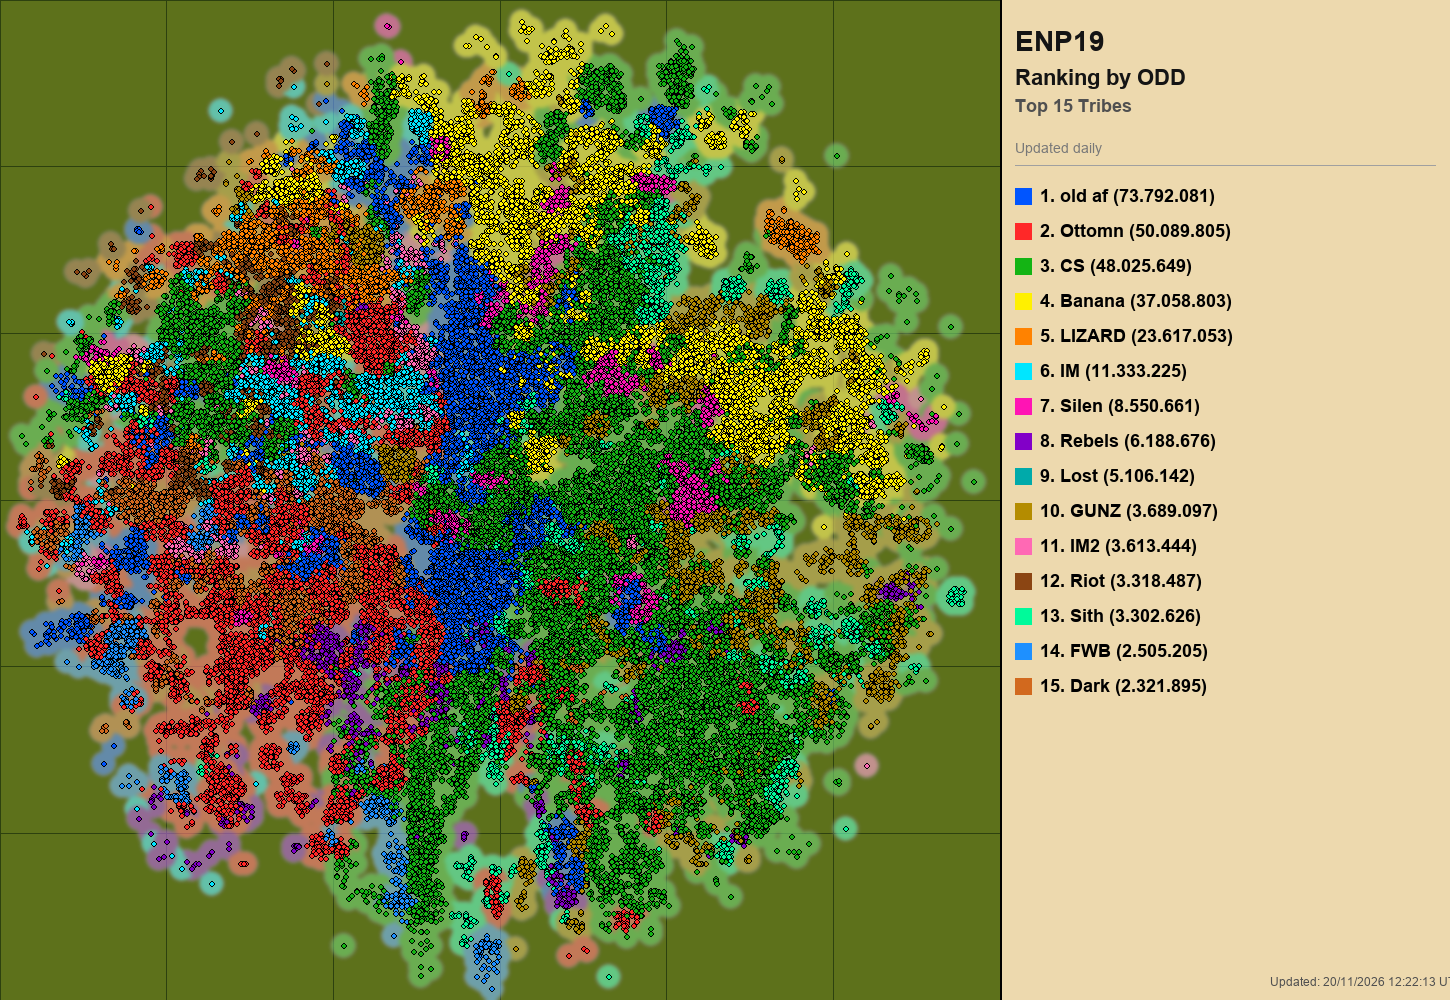 ENP19
Ranking by ODD
Top 15 Tribes
Updated daily
1. old af (73.792.081)
2. Ottomn (50.089.805)
3. CS (48.025.649)
4. Banana (37.058.803)
5. LIZARD (23.617.053)
6. IM (11.333.225)
7. Silen (8.550.661)
8. Rebels (6.188.676)
9. Lost (5.106.142)
10. GUNZ (3.689.097)
11. IM2 (3.613.444)
12. Riot (3.318.487)
13. Sith (3.302.626)
14. FWB (2.505.205)
15. Dark (2.321.895)
Updated: 20/11/2026 12:22:13 U